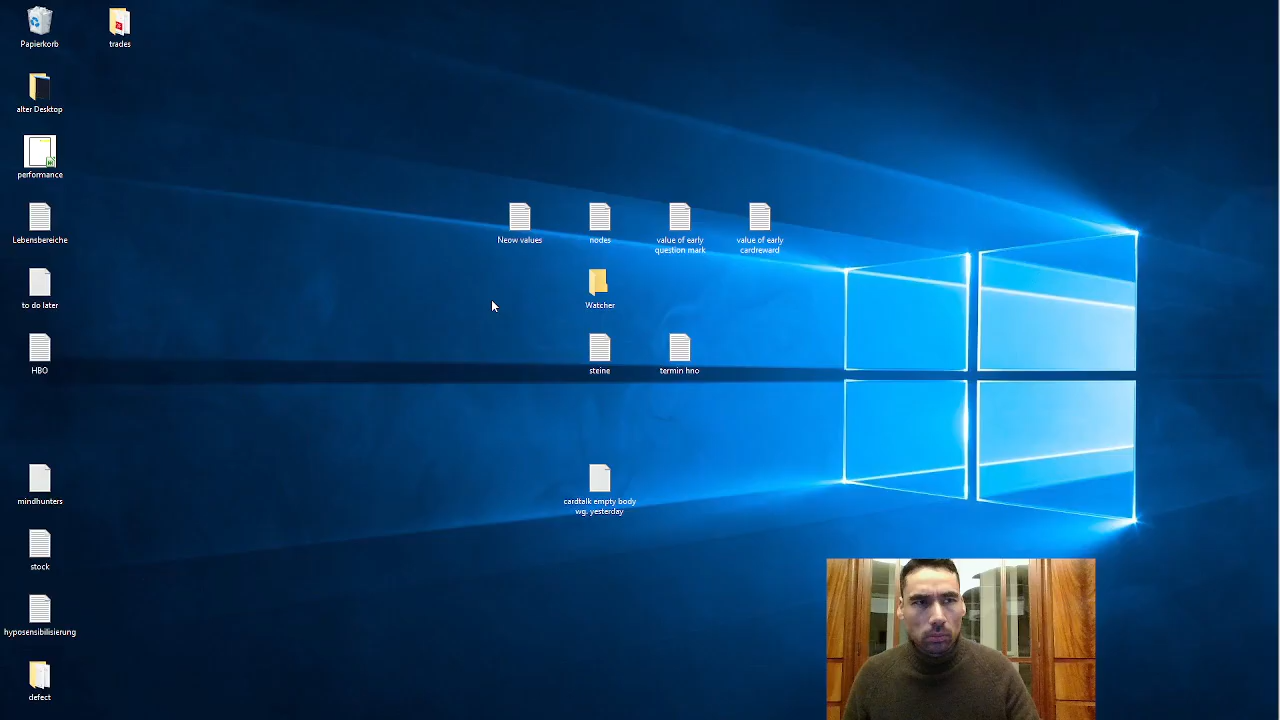 Papierkorb
trades
alter Desktop
performance
Lebensbereiche
Neow values
nodes
value of early
question mark
value of early
cardreward
to do later
Watcher
HBO
steine
termin hno
mindhunters
cardtalk empty body
wg. yesterday
stock
hyposensibilisierung
defect